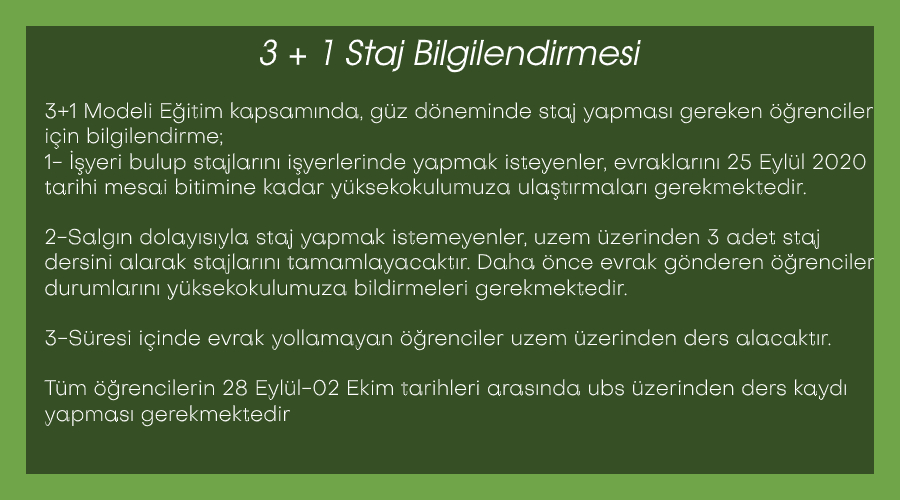 3 + 1 Staj Bilgilendirmesi
3+1 Modeli Eğitim kapsamında, güz döneminde staj yapması gereken öğrenciler
için bilgilendirme;
1- İşyeri bulup stajlarını işyerlerinde yapmak isteyenler, evraklarını 25 Eylül 2020
tarihi mesai bitimine kadar yüksekokulumuza ulaştırmaları gerekmektedir.
2-Salgın dolayısıyla staj yapmak istemeyenler, uzem üzerinden 3 adet staj
dersini alarak stajlarını tamamlayacaktır. Daha önce evrak gönderen öğrenciler
durumlarını yüksekokulumuza bildirmeleri gerekmektedir.
3-Süresi içinde evrak yollamayan öğrenciler uzem üzerinden ders alacaktır.
Tüm öğrencilerin 28 Eylül-02 Ekim tarihleri arasında ubs üzerinden ders kaydı
yapması gerekmektedir